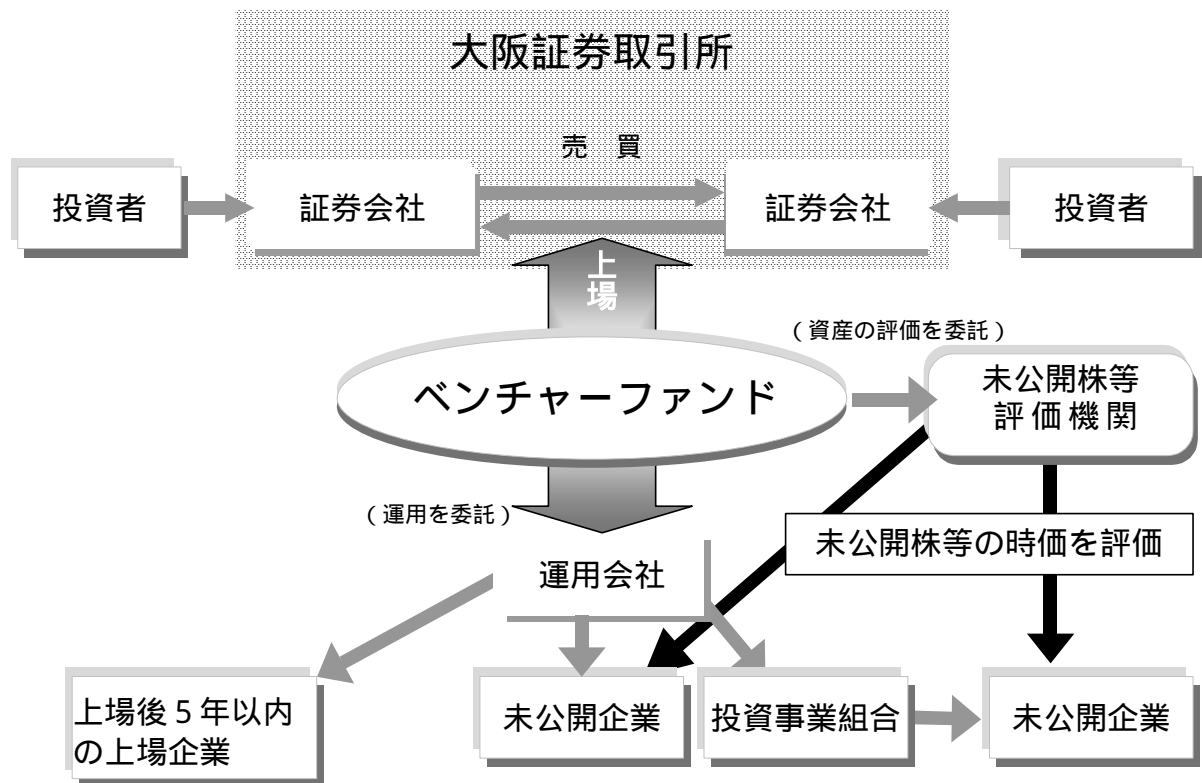 大阪証券取引所
売　買
投資者
証券会社
証券会社
投資者
上場
（資産の評価を委託）
ベンチャーファンド
未公開株等
評 価 機 関
（運用を委託）
未公開株等の時価を評価
運用会社
上場後５年以内
の上場企業
未公開企業
投資事業組合
未公開企業